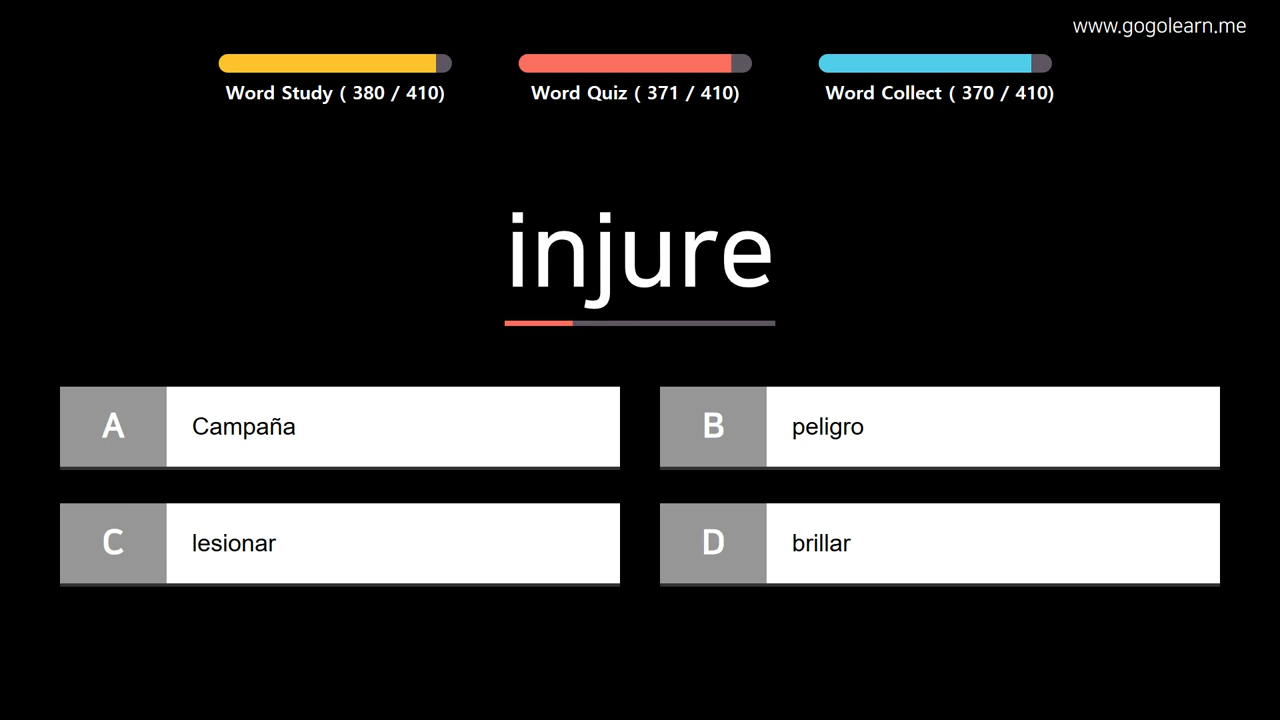 www.gogolearn.me
Word Study ( 380 / 410)
Word Quiz ( 371 / 410)
Word Collect ( 370 / 410)
injure
A Campaña
B peligro
C lesionar
D brillar